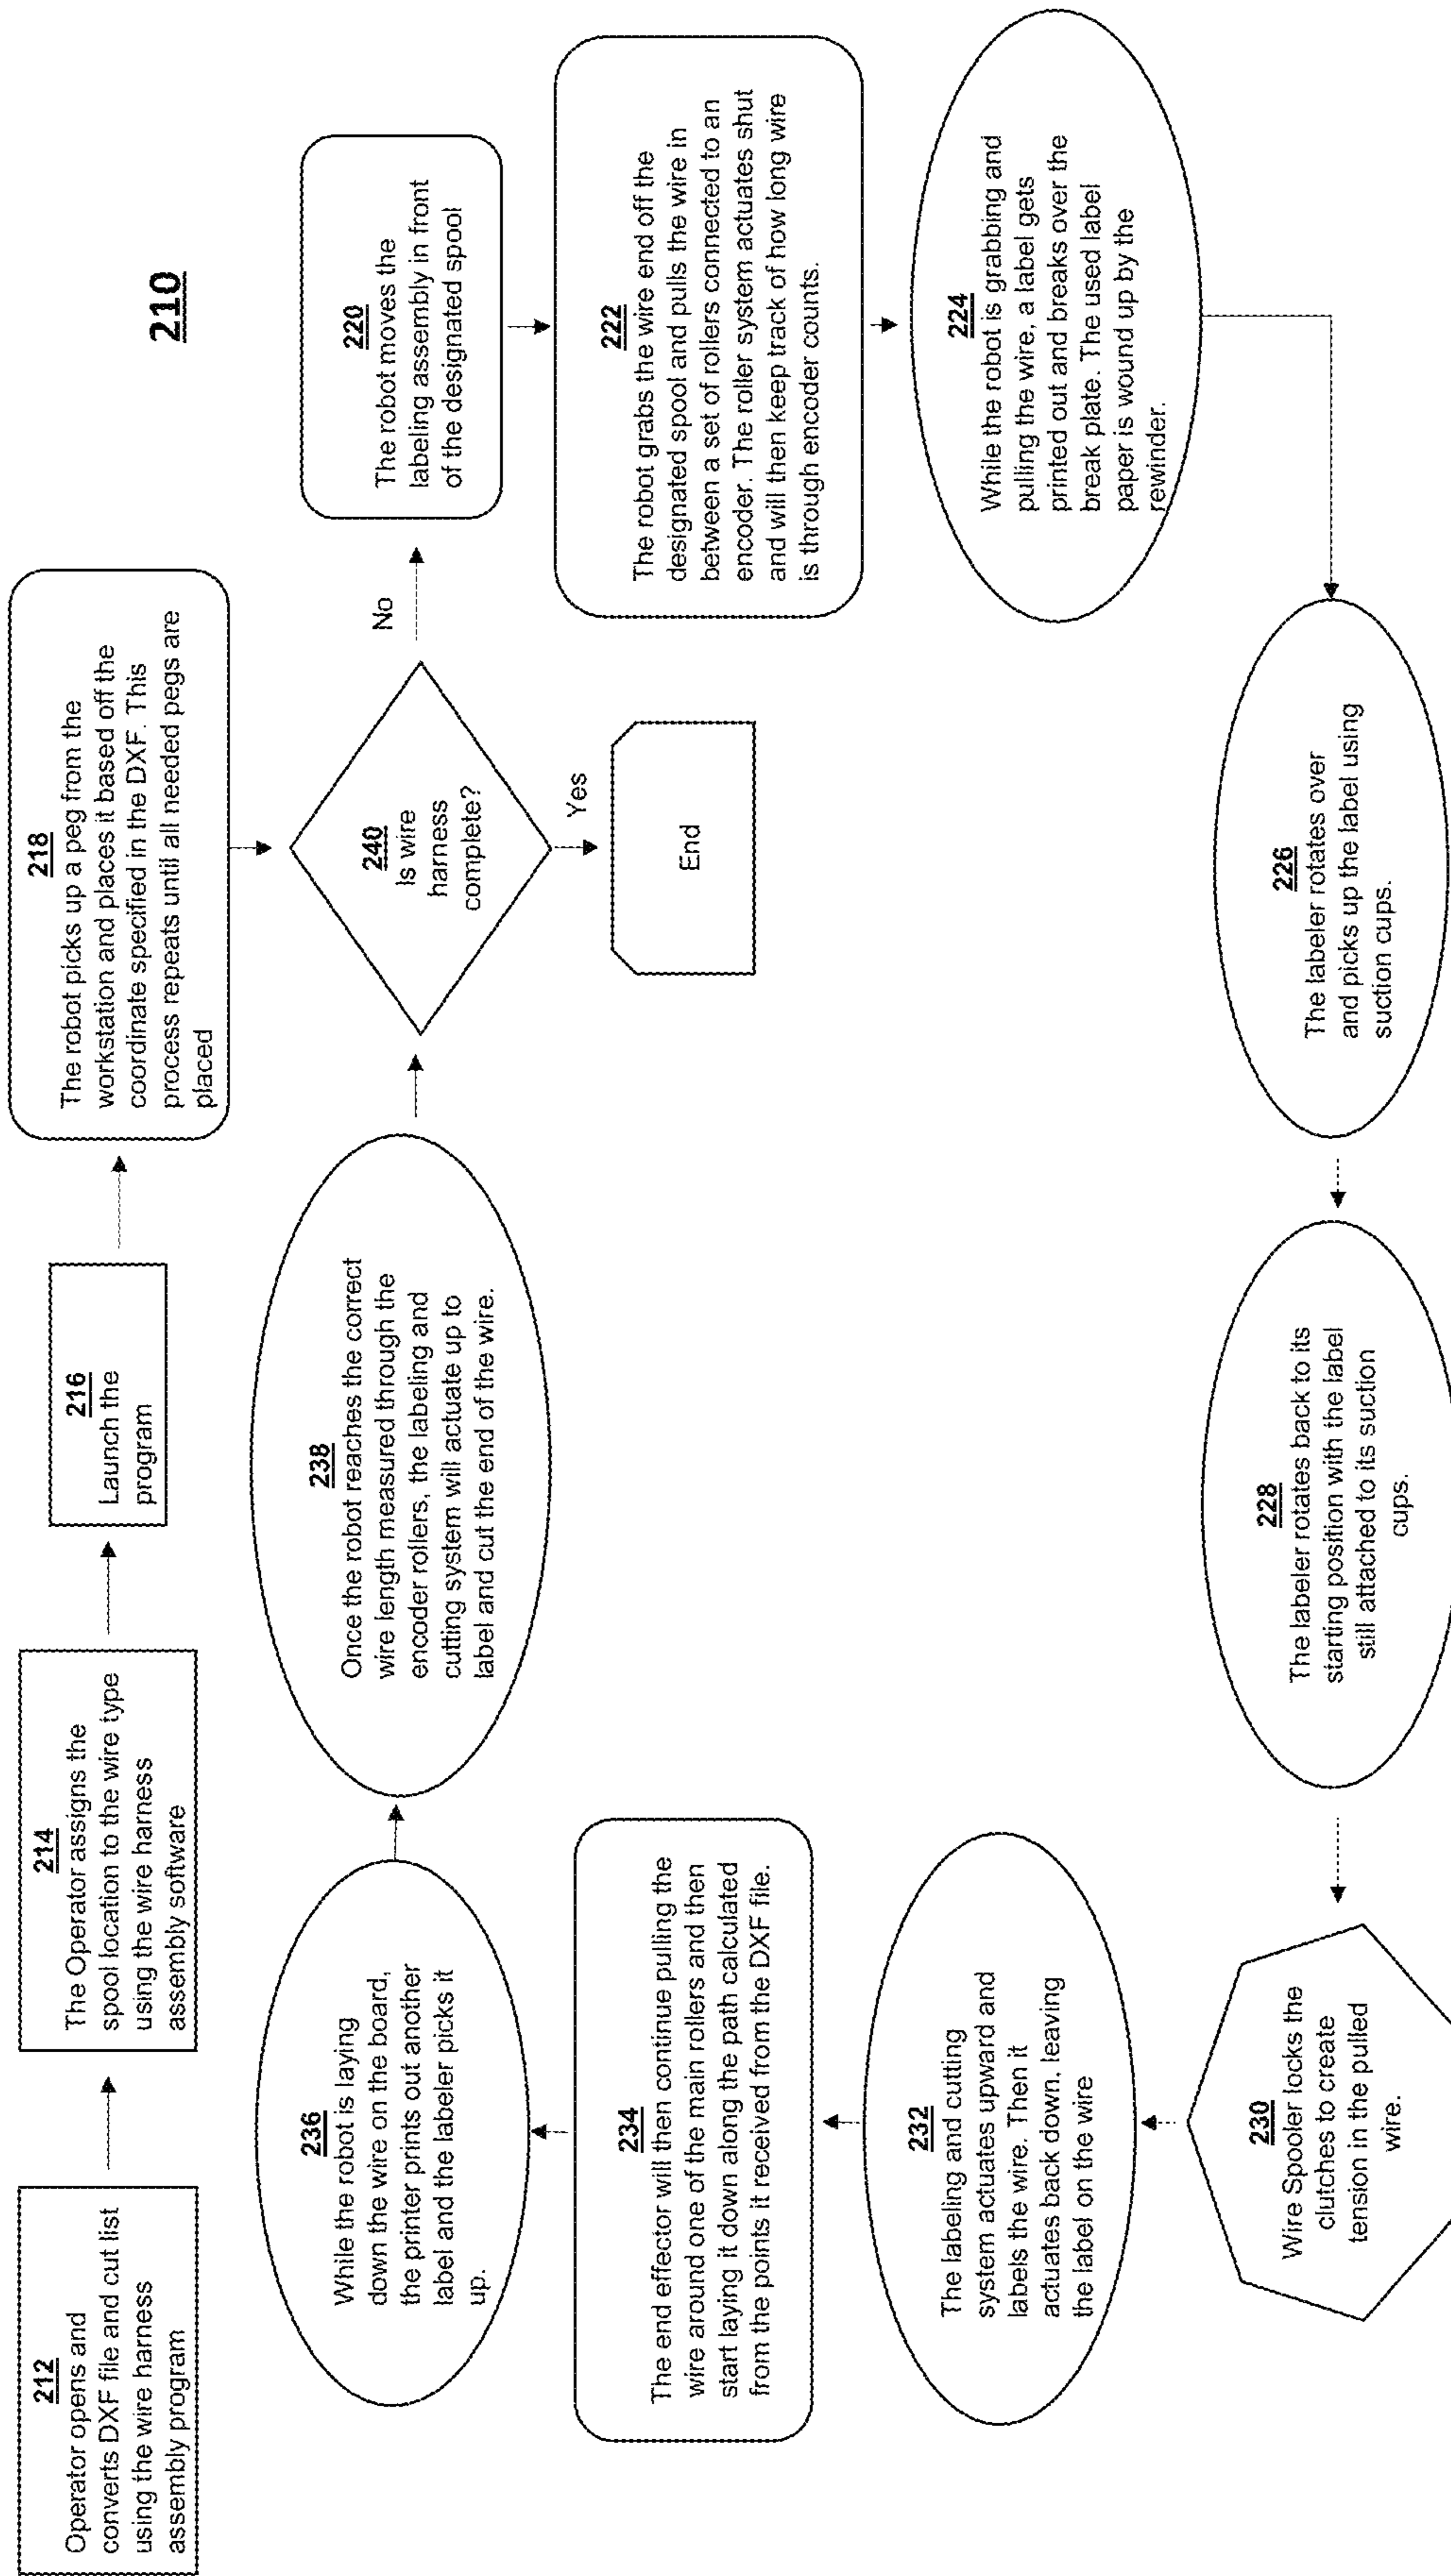 210
212
Operator opens and
converts DXF file and cut list
using the wire harness
assembly program
214
The Operator assigns the
spool location to the wire type
using the wire harness
assembly software
216
Launch the
program
218
The robot picks up a peg from the
workstation and places it based off the
coordinate specified in the DXF. This
process repeats until all needed pegs are
placed
240
Is wire
harness
complete?
No
Yes
End
220
The robot moves the
labeling assembly in front
of the designated spool
222
The robot grabs the wire end off the
designated spool and pulls the wire in
between a set of rollers connected to an
encoder. The roller system actuates shut
and will then keep track of how long wire
is through encoder counts.
224
While the robot is grabbing and
pulling the wire, a label gets
printed out and breaks over the
break plate. The used label
paper is wound up by the
rewinder.
226
The labeler rotates over
and picks up the label using
suction cups.
228
The labeler rotates back to its
starting position with the label
still attached to its suction
cups.
230
Wire Spooler locks the
clutches to create
tension in the pulled
wire.
232
The labeling and cutting
system actuates upward and
labels the wire. Then it
actuates back down, leaving
the label on the wire
234
The end effector will then continue pulling the
wire around one of the main rollers and then
start laying it down along the path calculated
from the points it received from the DXF file.
236
While the robot is laying
down the wire on the board,
the printer prints out another
label and the labeler picks it
up.
238
Once the robot reaches the correct
wire length measured through the
encoder rollers, the labeling and
cutting system will actuate up to
label and cut the end of the wire.